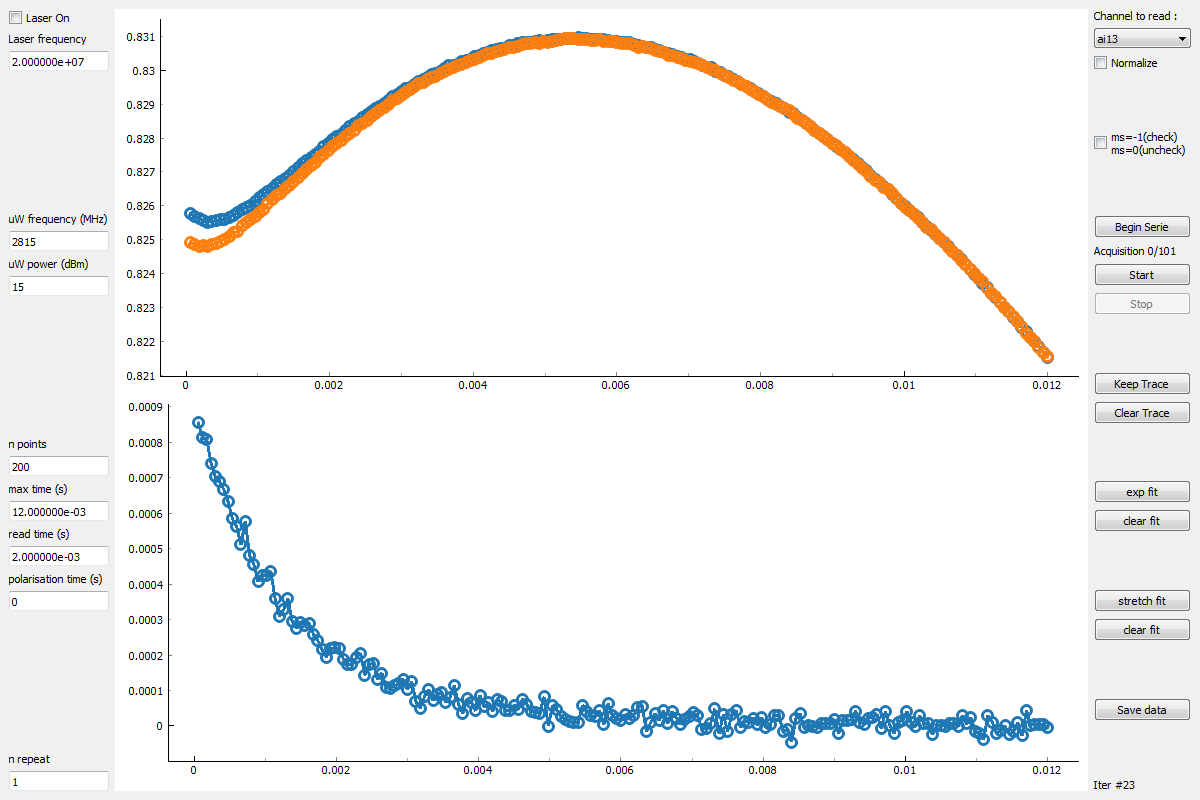 Laser On
Laser frequency
2.000000e+07
uW frequency (MHz)
2815
uW power (dBm)
15
n points
200
max time (s)
12.000000e-03
read time (s)
2.000000e-03
polarisation time (s)
0
n repeat
1
0.831
0.83
0.829
0.828
0.827
0.826
0.825
0.824
0.823
0.822
0.821
0 0.002 0.004 0.006 0.008 0.01 0.012
0.0009
0.0008
0.0007
0.0006
0.0005
0.0004
0.0003
0.0002
0.0001
0
0 0.002 0.004 0.006 0.008 0.01 0.012
Channel to read :
ai13
Normalize
ms=-1(check)
ms=0(uncheck)
Begin Serie
Acquisition 0/101
Start
Stop
Keep Trace
Clear Trace
exp fit
clear fit
stretch fit
clear fit
Save data
Iter #23